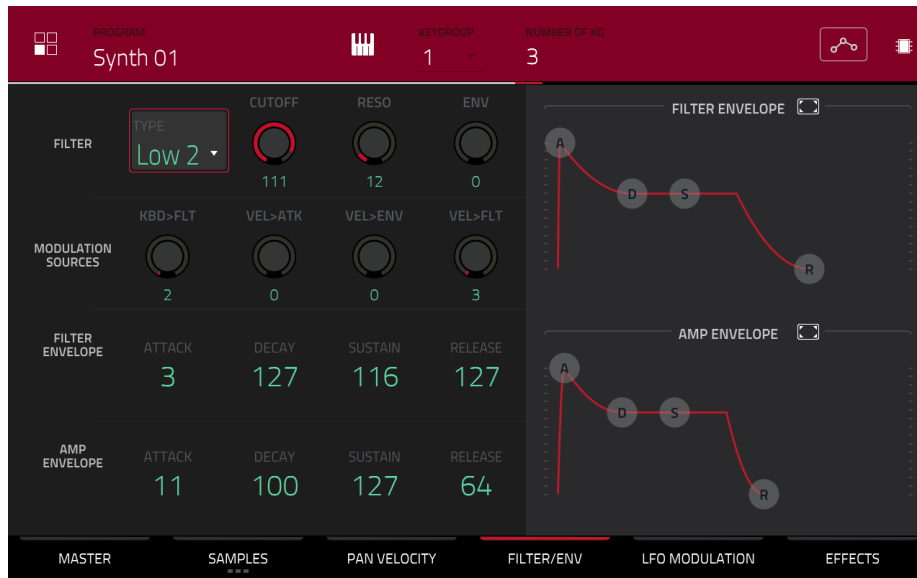 PROGRAM
Synth 01
KEYGROUP
1
NUMBER OF KG
3
FILTER
TYPE
Low 2
CUTOFF
111
RESO
12
ENV
0
MODULATION
SOURCES
KBD>FLT
2
VEL>ATK
0
VEL>ENV
0
VEL>FLT
3
FILTER
ENVELOPE
ATTACK
3
DECAY
127
SUSTAIN
116
RELEASE
127
AMP
ENVELOPE
ATTACK
11
DECAY
100
SUSTAIN
127
RELEASE
64
FILTER ENVELOPE
A
D
S
R
AMP ENVELOPE
A
D
S
R
MASTER
SAMPLES
PAN VELOCITY
FILTER/ENV
LFO MODULATION
EFFECTS